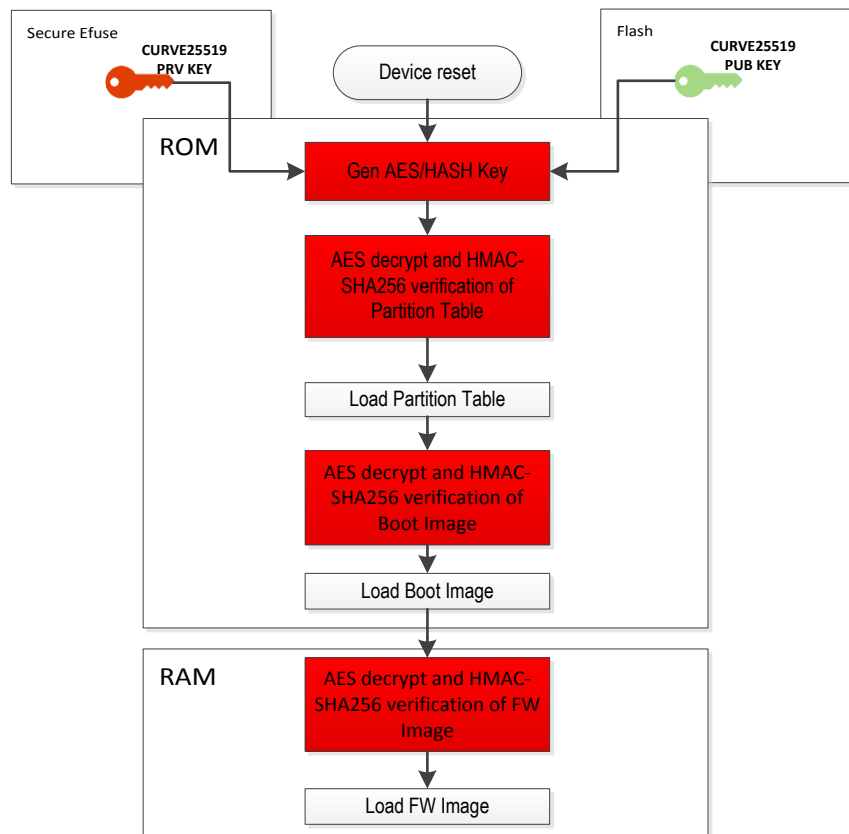 Secure Efuse
CURVE25519
PRV KEY
Device reset
Flash
CURVE25519
PUB KEY
ROM
Gen AES/HASH Key
AES decrypt and HMAC-
SHA256 verification of
Partition Table
Load Partition Table
AES decrypt and HMAC-
SHA256 verification of
Boot Image
Load Boot Image
RAM
AES decrypt and HMAC-
SHA256 verification of FW
Image
Load FW Image